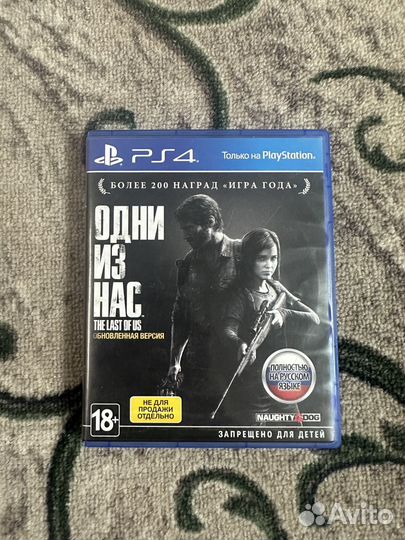 PS4
Только на PlayStation®
БОЛЕЕ 200 НАГРАД «ИГРА ГОДА»
ОДНИ
ИЗ
НАС
THE LAST OF US
ОБНОВЛЕННАЯ ВЕРСИЯ
ПОЛНОСТЬЮ
НА РУССКОМ
ЯЗЫКЕ
НЕ ДЛЯ
ПРОДАЖИ
ОТДЕЛЬНО
18+
NAUGHTY DOG
ЗАПРЕЩЕНО ДЛЯ ДЕТЕЙ
Avito